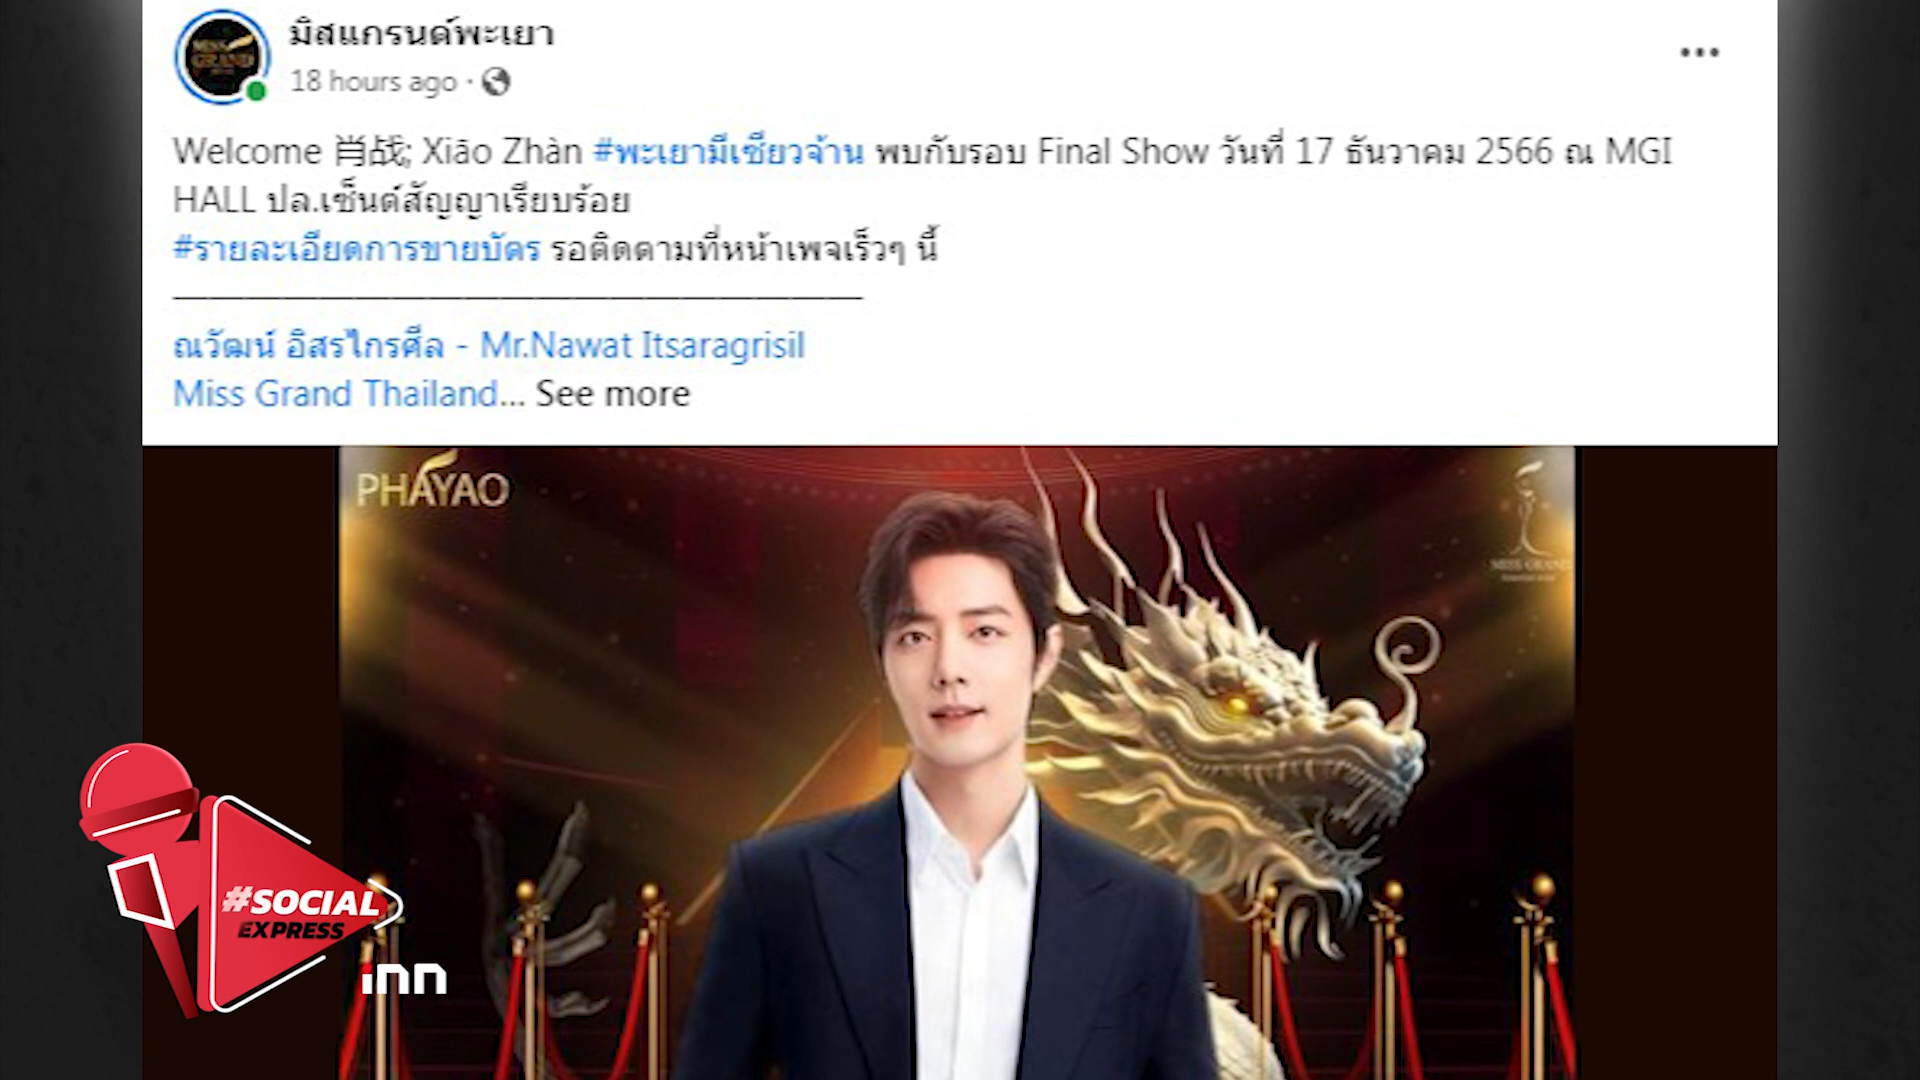 มิสแกรนด์พะเยา
18 hours ago ·
Welcome 肖战; Xiāo Zhàn #พะเยามีเซียวจ้าน พบกับรอบ Final Show วันที่ 17 ธันวาคม 2566 ณ MGI
HALL ปล.เซ็นต์สัญญาเรียบร้อย
#รายละเอียดการขายบัตร รอติดตามที่หน้าเพจเร็วๆ นี้
ณวัฒน์ อิสรไกรศีล - Mr.Nawat Itsaragrisil
Miss Grand Thailand... See more
PHAYAO
MISS GRAND
#SOCIAL
EXPRESS
inn